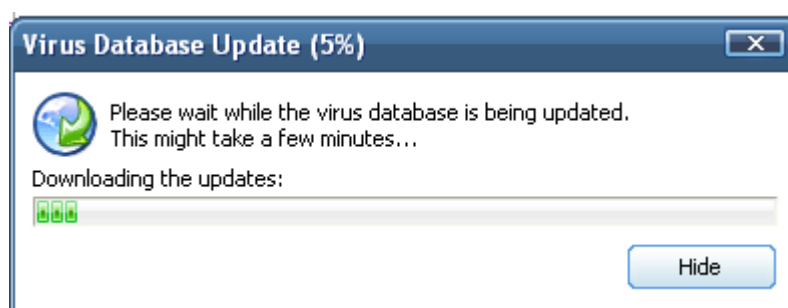 Virus Database Update (5%)
Please wait while the virus database is being updated.
This might take a few minutes...
Downloading the updates:
Hide